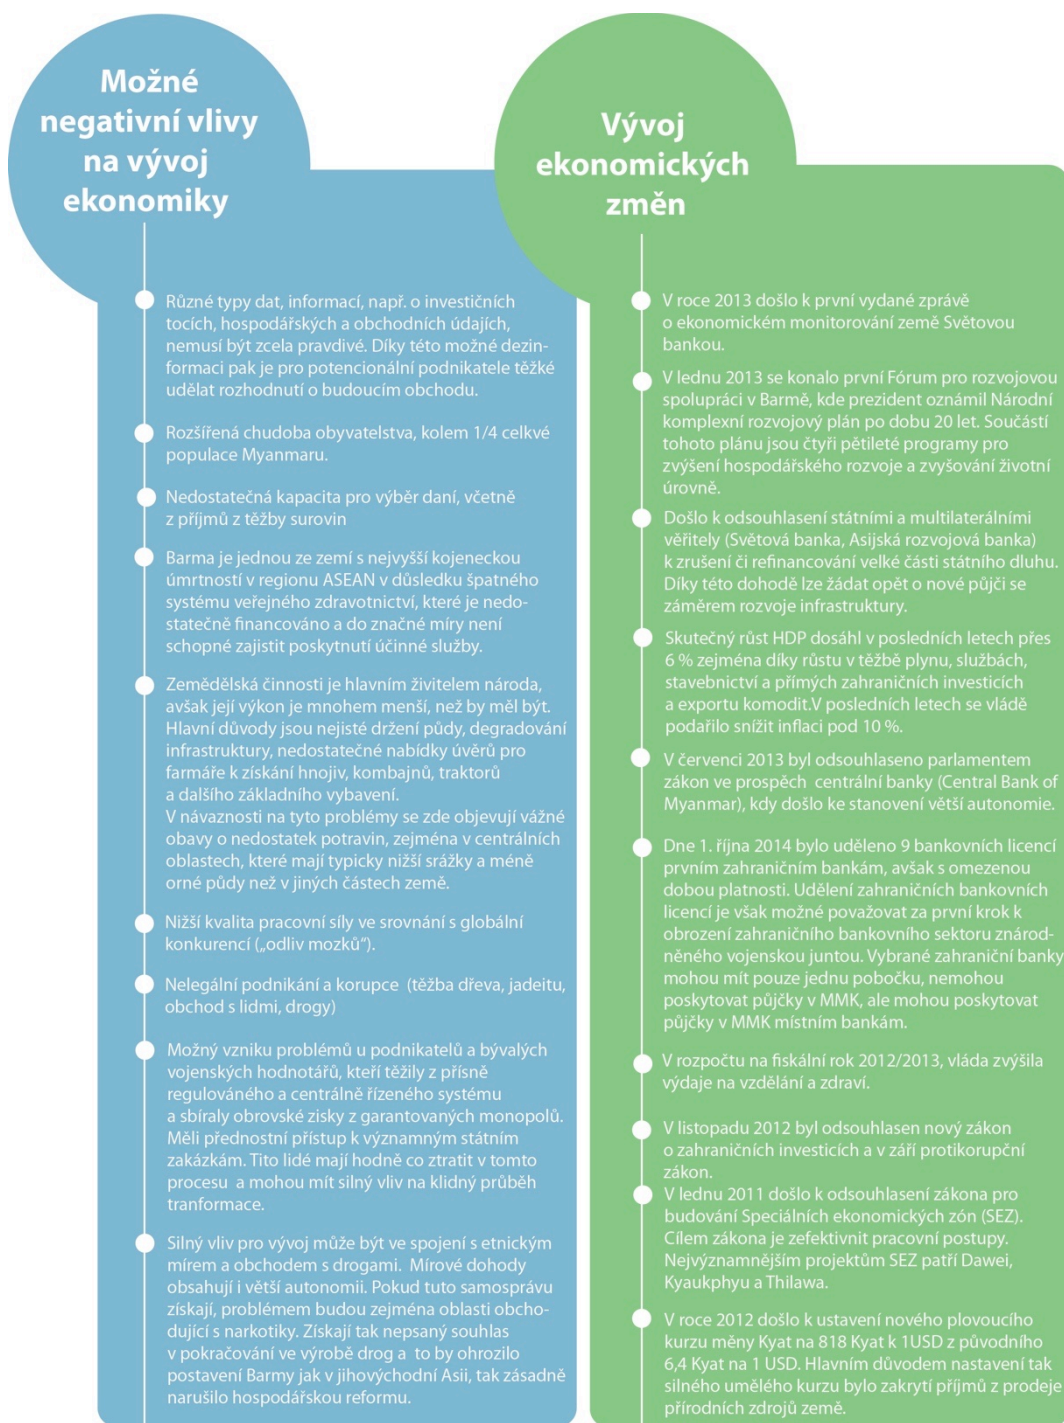 Možné
negativní vlivy
na vývoj
ekonomiky
Různé typy dat, informací, např. o investičních
tocích, hospodářských a obchodních údajích,
nemusí být zcela pravdivé. Díky této možné dezin-
formaci pak je pro potencionální podnikatele těžké
udělat rozhodnutí o budoucím obchodu.
Rozšířená chudoba obyvatelstva, kolem 1/4 celkvé
populace Myanmaru.
Nedostatečná kapacita pro výběr daní, včetně
z příjmů z těžby surovin
Barma je jednou ze zemí s nejvyšší kojeneckou
úmrtností v regionu ASEAN v důsledku špatného
systému veřejného zdravotnictví, které je nedo-
statečně financováno a do značné míry není
schopné zajistit poskytnutí účinné služby.
Zemědělská činnosti je hlavním živitelem národa,
avšak její výkon je mnohem menší, než by měl být.
Hlavní důvody jsou nejisté držení půdy, degradování
infrastruktury, nedostatečné nabídky úvěrů pro
farmáře k získání hnojiv, kombajnů, traktorů
a dalšího základního vybavení.
V návaznosti na tyto problémy se zde objevují vážné
obavy o nedostatek potravin, zejména v centrálních
oblastech, které mají typicky nižší srážky a méně
orné půdy než v jiných částech země.
Nižší kvalita pracovní síly ve srovnání s globální
konkurencí („odliv mozků“).
Nelegální podnikání a korupce (těžba dřeva, jadeitu,
obchod s lidmi, drogy)
Možný vzniku problémů u podnikatelů a bývalých
vojenských hodnotářů, kteří těžily z přísně
regulováného a centrálně řízeného systému
a sbíraly obrovské zisky z garantovaných monopolů.
Měli přednostní přístup k významným státním
zakázkám. Tito lidé mají hodně co ztratit v tomto
procesu a mohou mít silný vliv na klidný průběh
tranformace.
Silný vliv pro vývoj může být ve spojení s etnickým
mírem a obchodem s drogami. Mírové dohody
obsahují i větší autonomii. Pokud tuto samosprávu
získají, problémem budou zejména oblasti obcho-
dující s narkotiky. Získají tak nepsaný souhlas
v pokračování ve výrobě drog a to by ohrozilo
postavení Barmy jak v jihovýchodní Asii, tak zásadně
narušilo hospodářskou reformu.
Vývoj
ekonomických
změn
V roce 2013 došlo k první vydané zprávě
o ekonomickém monitorování země Světovou
bankou.
V lednu 2013 se konalo první Fórum pro rozvojovou
spolupráci v Barmě, kde prezident oznámil Národní
komplexní rozvojový plán po dobu 20 let. Součástí
tohoto plánu jsou čtyři pětileté programy pro
zvýšení hospodářského rozvoje a zvyšování životní
úrovně.
Došlo k odsouhlasení státními a multilaterálními
věřiteli (Světová banka, Asijská rozvojová banka)
k zrušení či refinancování velké části státního dluhu.
Díky této dohodě lze žádat opět o nové půjči se
záměrem rozvoje infrastruktury.
Skutečný růst HDP dosáhl v posledních letech přes
6 % zejména díky růstu v těžbě plynu, službách,
stavebnictví a přímých zahraničních investicích
a exportu komodit.V posledních letech se vládě
podařilo snížit inflaci pod 10 %.
V červenci 2013 byl odsouhlaseno parlamentem
zákon ve prospěch centrální banky (Central Bank of
Myanmar), kdy došlo ke stanovení větší autonomie.
Dne 1. října 2014 bylo uděleno 9 bankovních licencí
prvním zahraničním bankám, avšak s omezenou
dobou platnosti. Udělení zahraničních bankovních
licencí je však možné považovat za první krok k
obrození zahraničního bankovního sektoru znárod-
něného vojenskou juntou. Vybrané zahraniční banky
mohou mít pouze jednu pobočku, nemohou
poskytovat půjčky v MMK, ale mohou poskytovat
půjčky v MMK místním bankám.
V rozpočtu na fiskální rok 2012/2013, vláda zvýšila
výdaje na vzdělání a zdraví.
V listopadu 2012 byl odsouhlasen nový zákon
o zahraničních investicích a v září protikorupční
zákon.
V lednu 2011 došlo k odsouhlasení zákona pro
budování Speciálních ekonomických zón (SEZ).
Cílem zákona je zefektivnit pracovní postupy.
Nejvýznamnějším projektům SEZ patří Dawei,
Kyaukphyu a Thilawa.
V roce 2012 došlo k ustavení nového plovoucího
kurzu měny Kyat na 818 Kyat k 1USD z původního
6,4 Kyat na 1 USD. Hlavním důvodem nastavení tak
silného umělého kurzu bylo zakrytí příjmů z prodeje
přírodních zdrojů země.